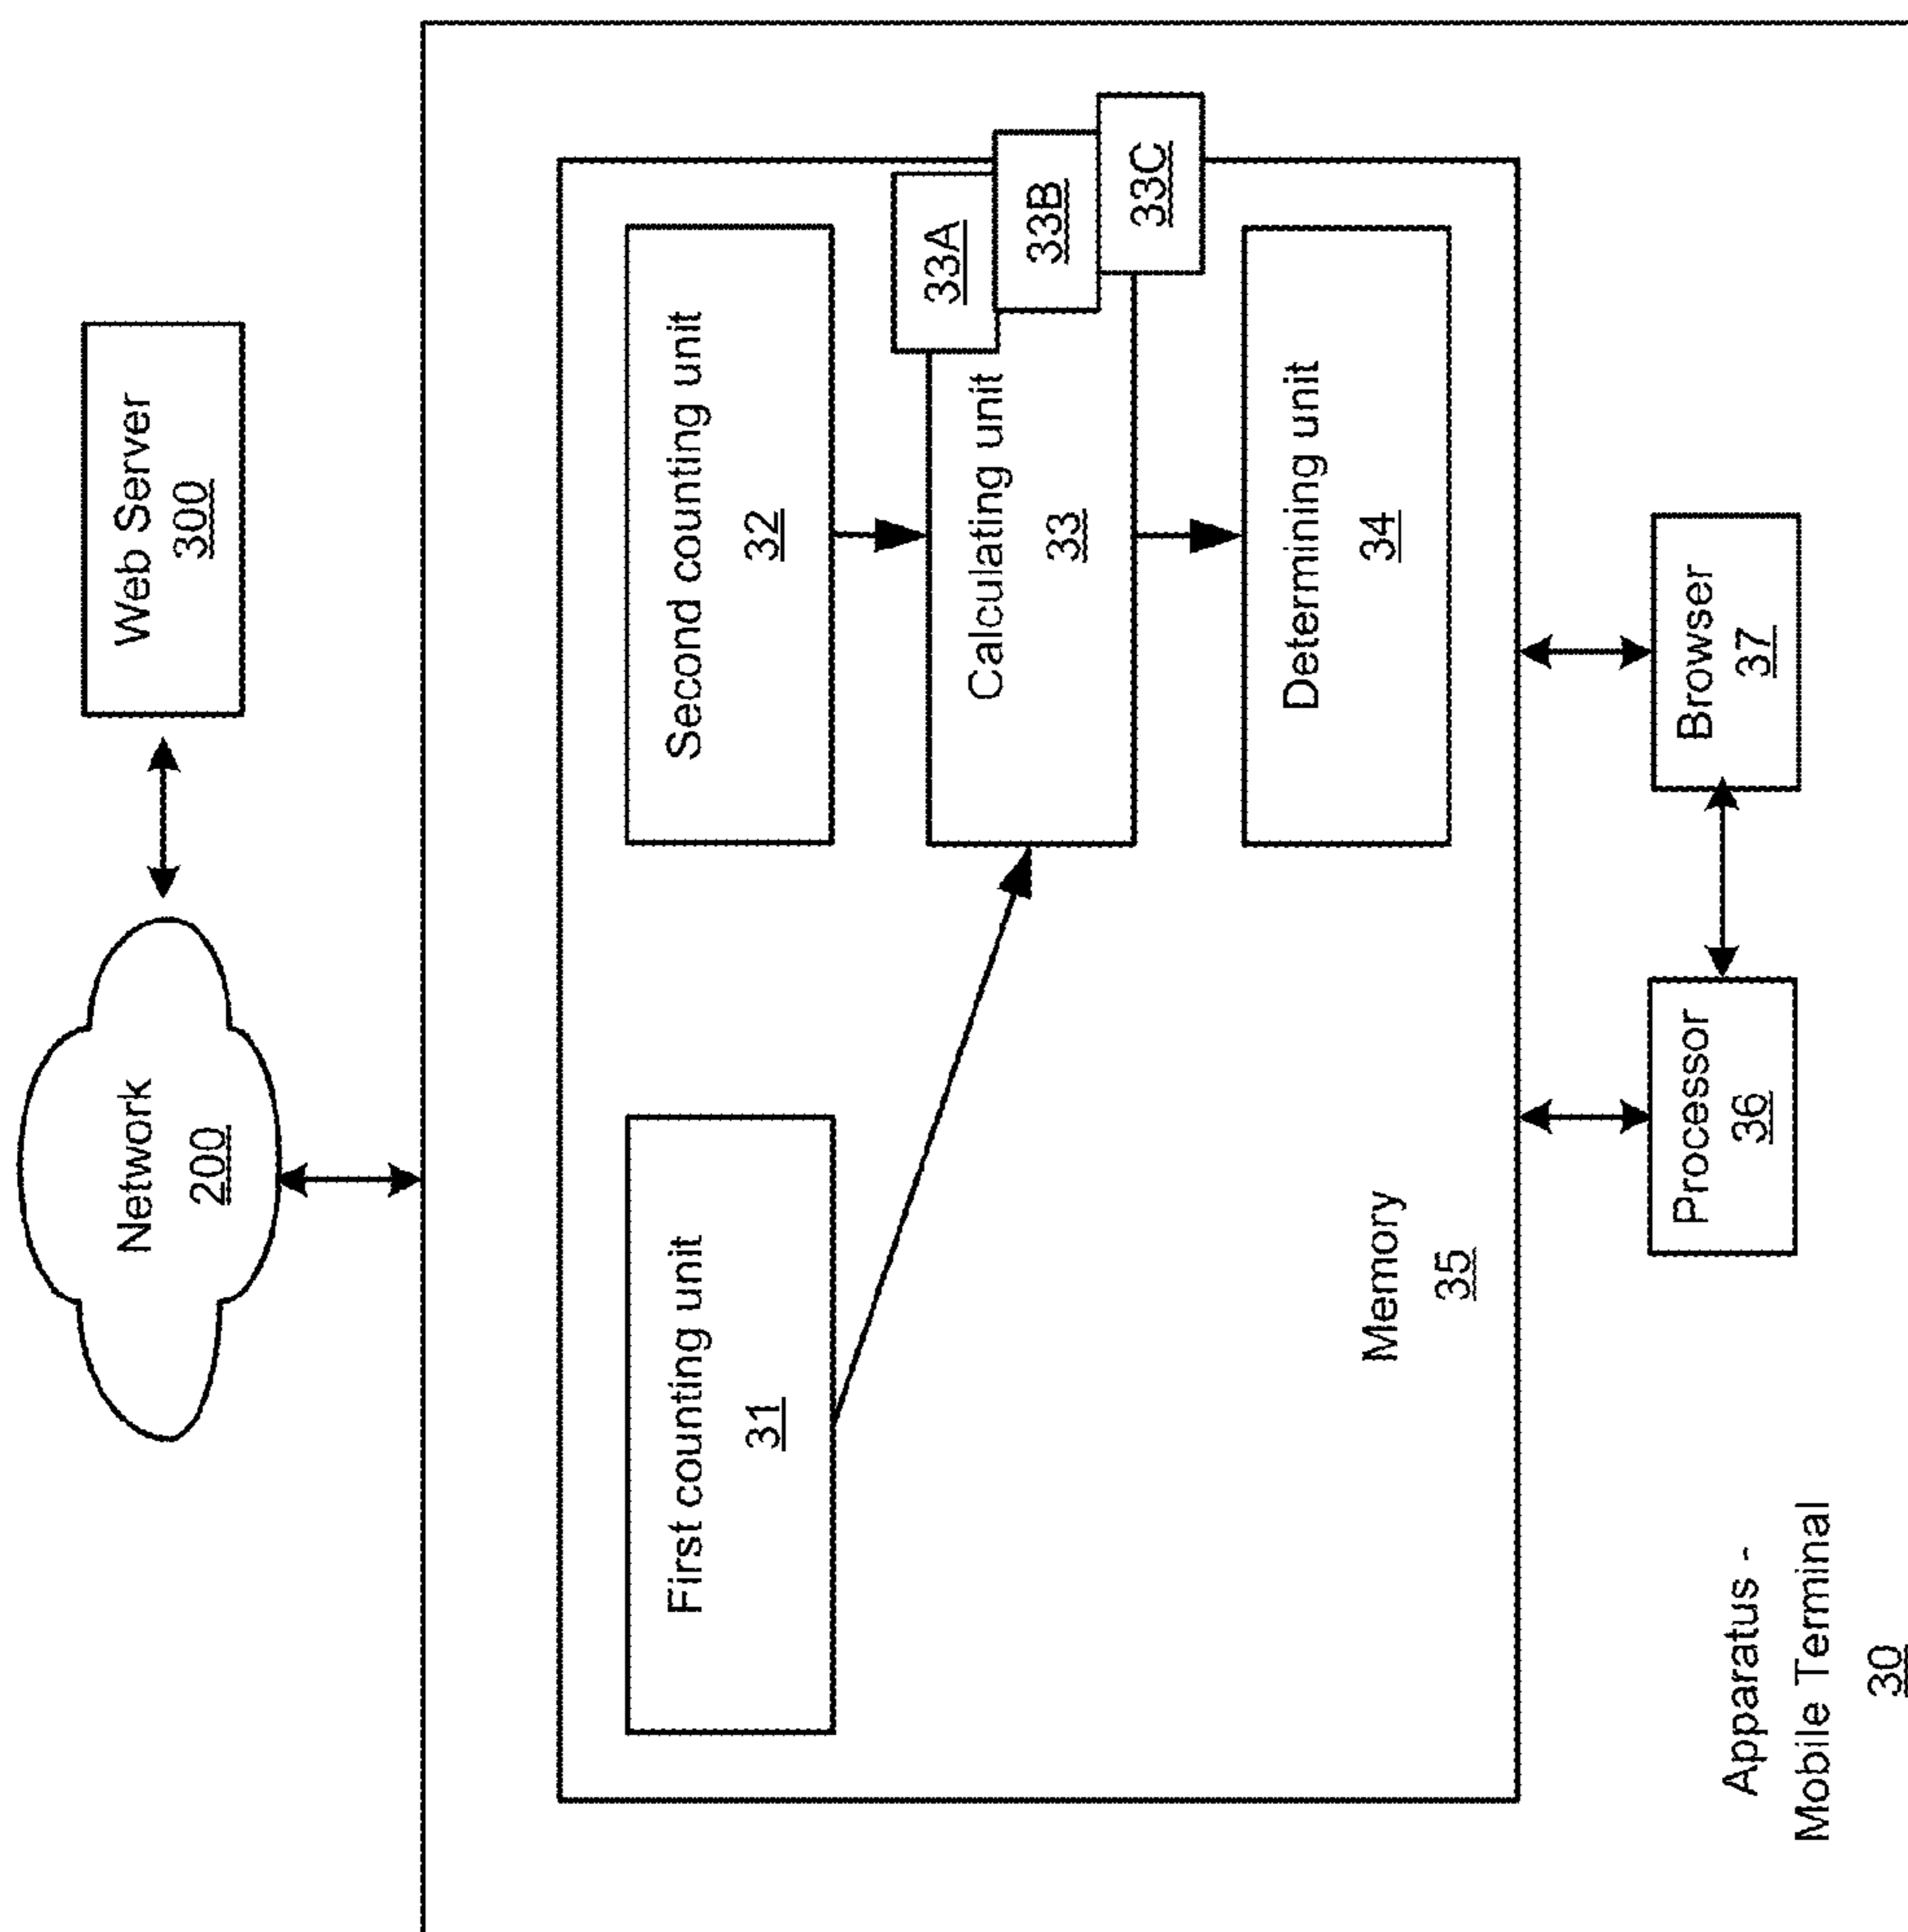 Network
200
Web Server
300
First counting unit
31
Second counting unit
32
33A
33B
33C
Calculating unit
33
Determining unit
34
Memory
35
Processor
36
Browser
37
Apparatus -
Mobile Terminal
30